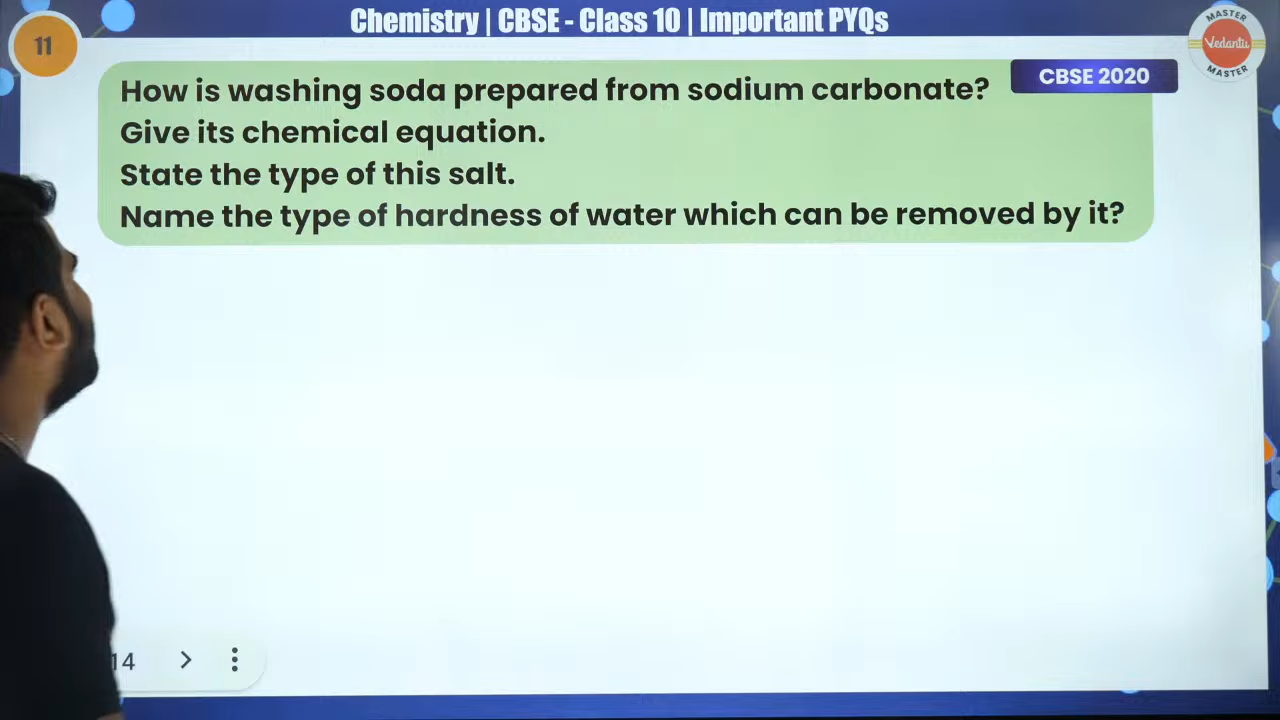 Chemistry | CBSE - Class 10 | Important PYQs
11
MASTER
Vedantu
MASTER
CBSE 2020
How is washing soda prepared from sodium carbonate?
Give its chemical equation.
State the type of this salt.
Name the type of hardness of water which can be removed by it?
14